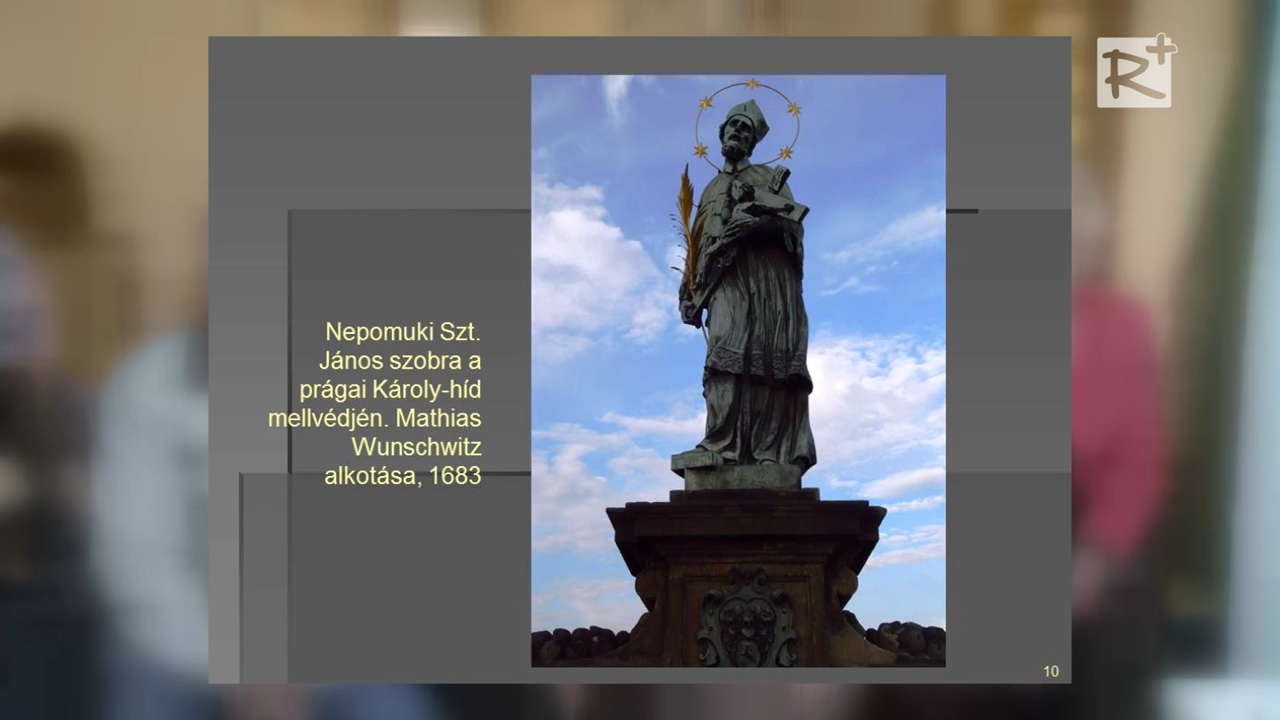 R+
Nepomuki Szt.
János szobra a
prágai Károly-híd
mellvédjén. Mathias
Wunschwitz
alkotása, 1683
10